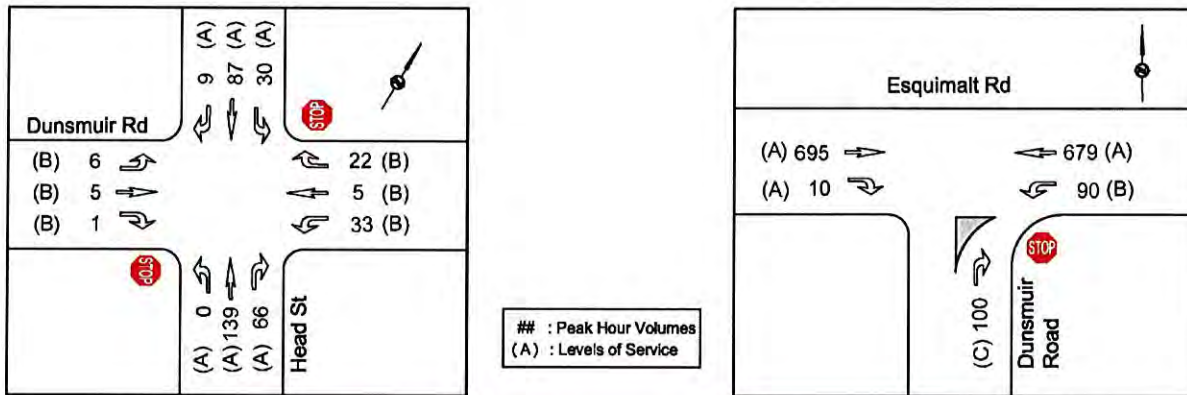 (A) (A) (A)
9 87 30
STOP
Dunsmuir Rd
(B) 6
(B) 5
(B) 1
22 (B)
5 (B)
33 (B)
STOP
0 139 66
(A) (A) (A)
Head St
## : Peak Hour Volumes
(A) : Levels of Service
Esquimalt Rd
(A) 695
(A) 10
679 (A)
90 (B)
STOP
(C) 100
Dunsmuir
Road